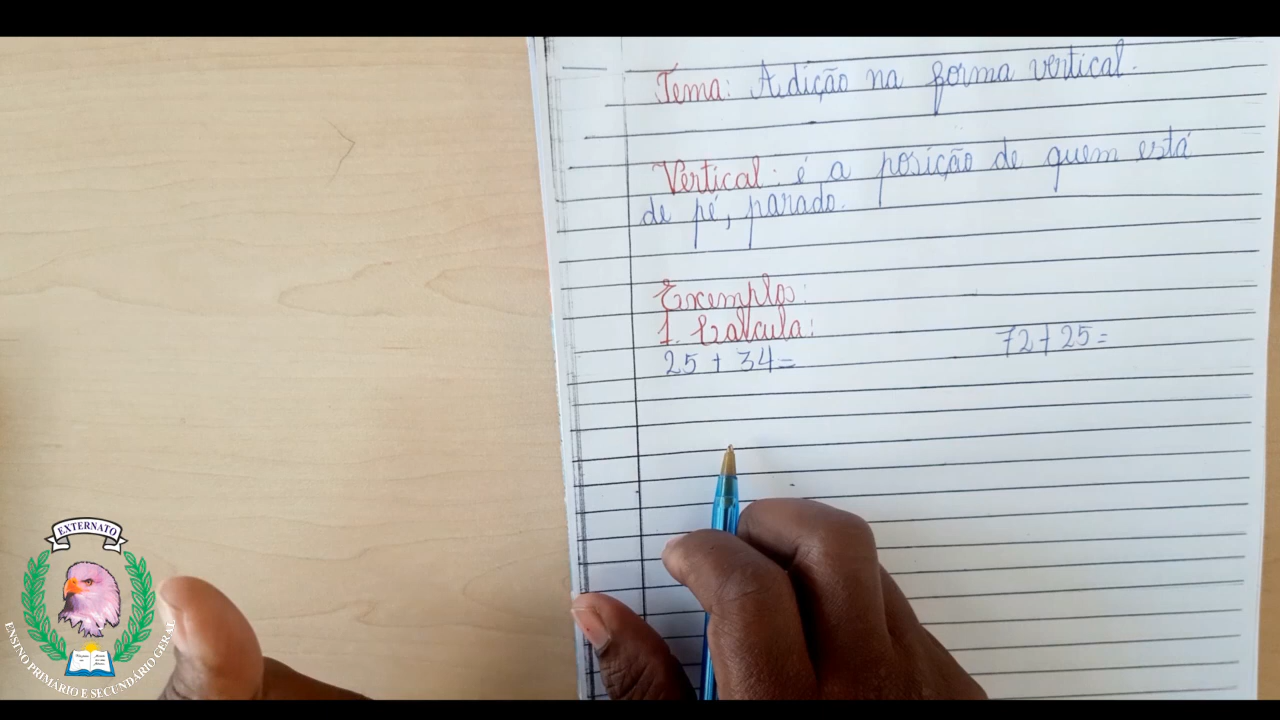 Tema: Adição na forma vertical.
Vertical: é a posição de quem está
de pé, parado.
Exemplo:
1. Calcula:
25 + 34=
72+25=
EXTERNATO
ENSINO PRIMÁRIO E SECUNDÁRIO GERAL